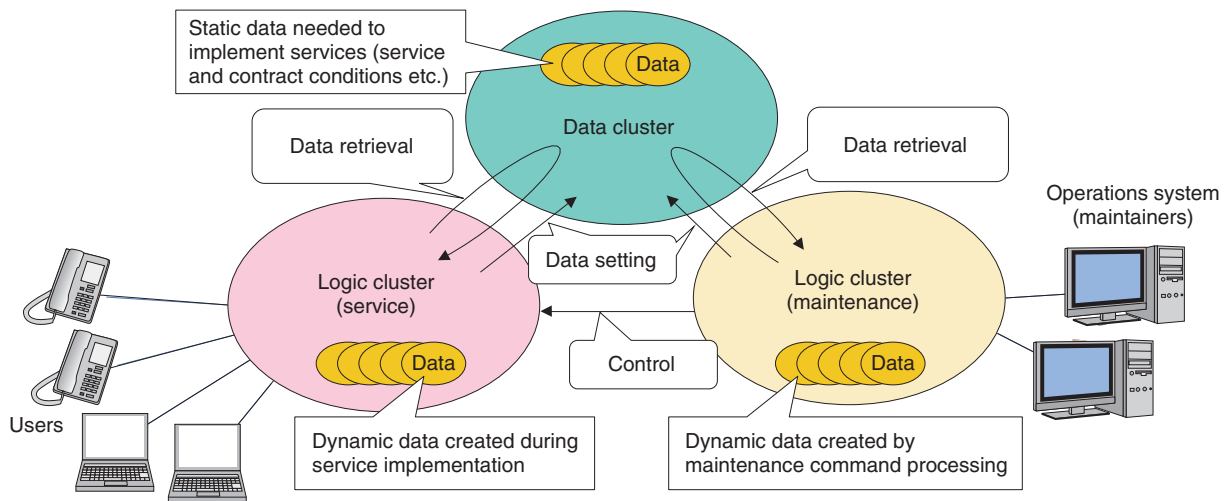 Static data needed to
implement services (service
and contract conditions etc.)
Data
Data cluster
Data retrieval
Data retrieval
Operations system
(maintainers)
Data setting
Logic cluster
(service)
Logic cluster
(maintenance)
Control
Data
Data
Users
Dynamic data created during
service implementation
Dynamic data created by
maintenance command processing